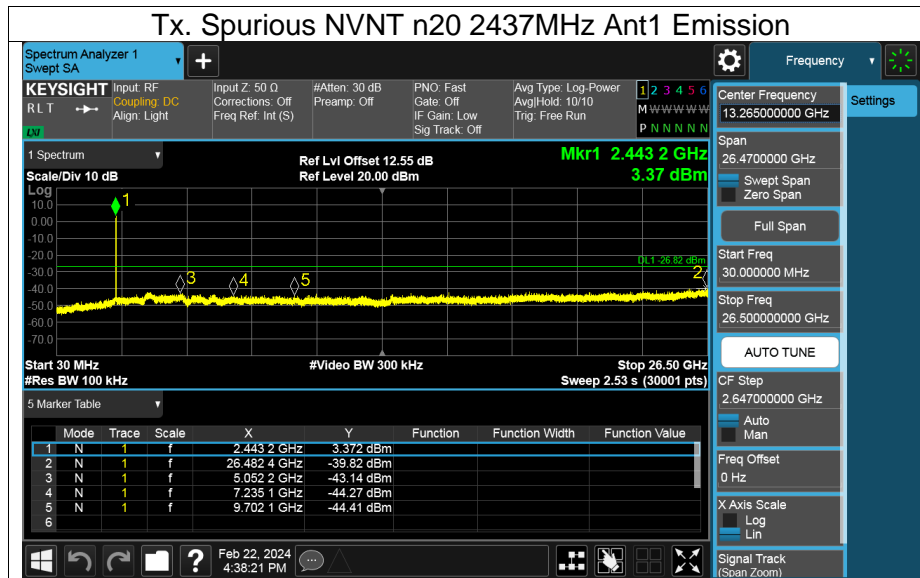 Tx. Spurious NVNT n20 2437MHz Ant1 Emission
Spectrum Analyzer 1
Swept SA
+
Frequency
KEYSIGHT
RLT
LXI
Input: RF
Coupling: DC
Align: Light
Input Z: 50 Ω
Corrections: Off
Freq Ref: Int (S)
#Atten: 30 dB
Preamp: Off
PNO: Fast
Gate: Off
IF Gain: Low
Sig Track: Off
Avg Type: Log-Power
Avg|Hold: 10/10
Trig: Free Run
1 2 3 4 5 6
M W W W W W
P N N N N N
1 Spectrum
Scale/Div 10 dB
Ref Lvl Offset 12.55 dB
Ref Level 20.00 dBm
Mkr1 2.443 2 GHz
3.37 dBm
Log
10.0
0.00
-10.0
-20.0
-30.0
-40.0
-50.0
-60.0
-70.0
1
DL1 -26.82 dBm
2
3
4
5
Start 30 MHz
#Res BW 100 kHz
#Video BW 300 kHz
Stop 26.50 GHz
Sweep 2.53 s (30001 pts)
5 Marker Table
Mode Trace Scale X Y Function Function Width Function Value
1 N 1 f 2.443 2 GHz 3.372 dBm
2 N 1 f 26.482 4 GHz -39.82 dBm
3 N 1 f 5.052 2 GHz -43.14 dBm
4 N 1 f 7.235 1 GHz -44.27 dBm
5 N 1 f 9.702 1 GHz -44.41 dBm
6
Center Frequency
13.265000000 GHz
Settings
Span
26.4700000 GHz
Swept Span
Zero Span
Full Span
Start Freq
30.000000 MHz
Stop Freq
26.500000000 GHz
AUTO TUNE
CF Step
2.647000000 GHz
Auto
Man
Freq Offset
0 Hz
X Axis Scale
Log
Lin
Signal Track
(Span Zoom)
?
Feb 22, 2024
4:38:21 PM